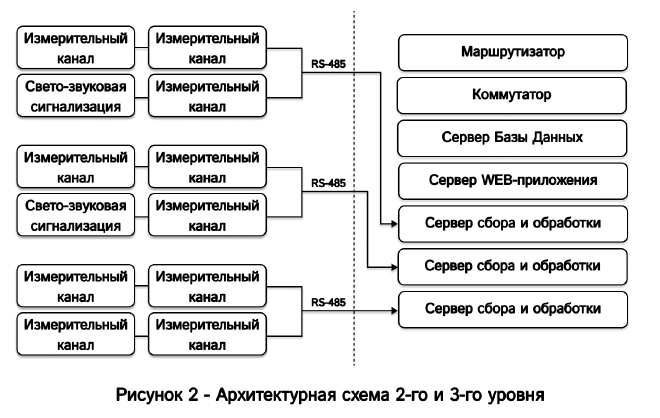 Измерительный
канал
Измерительный
канал
Свето-звуковая
сигнализация
Измерительный
канал
RS-485
Измерительный
канал
Измерительный
канал
Свето-звуковая
сигнализация
Измерительный
канал
RS-485
Измерительный
канал
Измерительный
канал
Измерительный
канал
Измерительный
канал
RS-485
Маршрутизатор
Коммутатор
Сервер Базы Данных
Сервер WEB-приложения
Сервер сбора и обработки
Сервер сбора и обработки
Сервер сбора и обработки
Рисунок 2 - Архитектурная схема 2-го и 3-го уровня